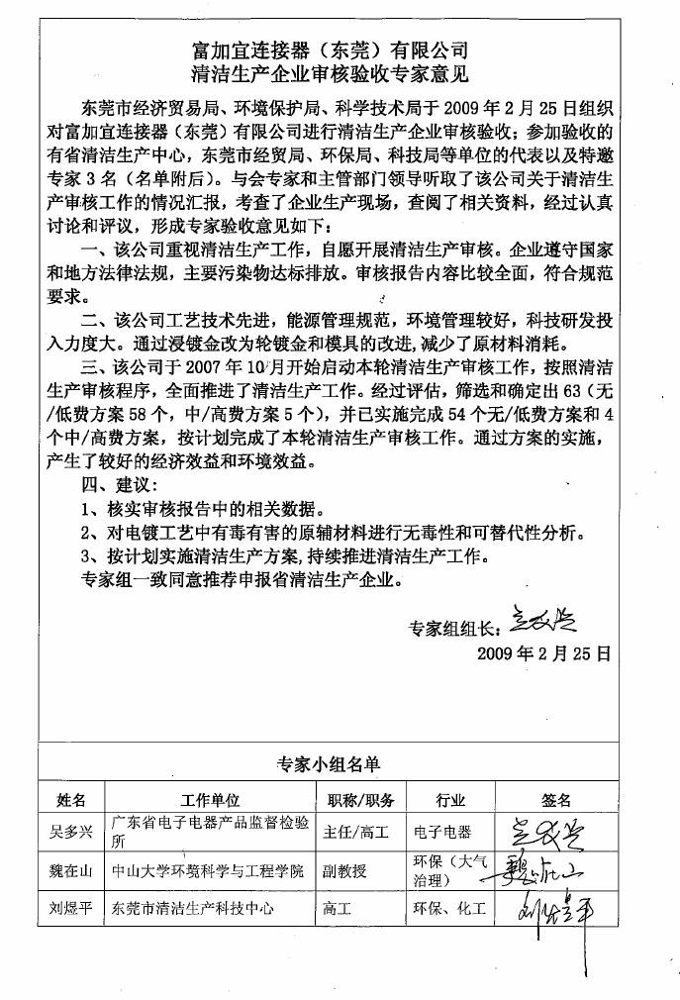 富加宜连接器（东莞）有限公司
清洁生产企业审核验收专家意见
东莞市经济贸易局、环境保护局、科学技术局于 2009 年 2 月 25 日组织
对富加宜连接器（东莞）有限公司进行清洁生产企业审核验收；参加验收的
有省清洁生产中心，东莞市经贸局、环保局、科技局等单位的代表以及特邀
专家 3 名（名单附后）。与会专家和主管部门领导听取了该公司关于清洁生
产审核工作的情况汇报，考查了企业生产现场，查阅了相关资料，经过认真
讨论和评议，形成专家验收意见如下：
一、该公司重视清洁生产工作，自愿开展清洁生产审核。企业遵守国家
和地方法律法规，主要污染物达标排放。审核报告内容比较全面，符合规范
要求。
二、该公司工艺技术先进，能源管理规范，环境管理较好，科技研发投
入力度大。通过浸镀金改为轮镀金和模具的改进,减少了原材料消耗。
三、该公司于 2007 年 10 月开始启动本轮清洁生产审核工作，按照清洁
生产审核程序，全面推进了清洁生产工作。经过评估，筛选和确定出 63（无
/低费方案 58 个，中/高费方案 5 个），并已实施完成 54 个无/低费方案和 4
个中/高费方案，按计划完成了本轮清洁生产审核工作。通过方案的实施，
产生了较好的经济效益和环境效益。
四、建议：
1、核实审核报告中的相关数据。
2、对电镀工艺中有毒有害的原辅材料进行无毒性和可替代性分析。
3、按计划实施清洁生产方案,持续推进清洁生产工作。
专家组一致同意推荐申报省清洁生产企业。
专家组组长：吴多兴
2009 年 2 月 25 日
专家小组名单
姓名 工作单位 职称/职务 行业 签名
吴多兴 广东省电子电器产品监督检验所 主任/高工 电子电器 吴多兴
魏在山 中山大学环境科学与工程学院 副教授 环保（大气治理） 魏在山
刘煜平 东莞市清洁生产科技中心 高工 环保、化工 刘煜平